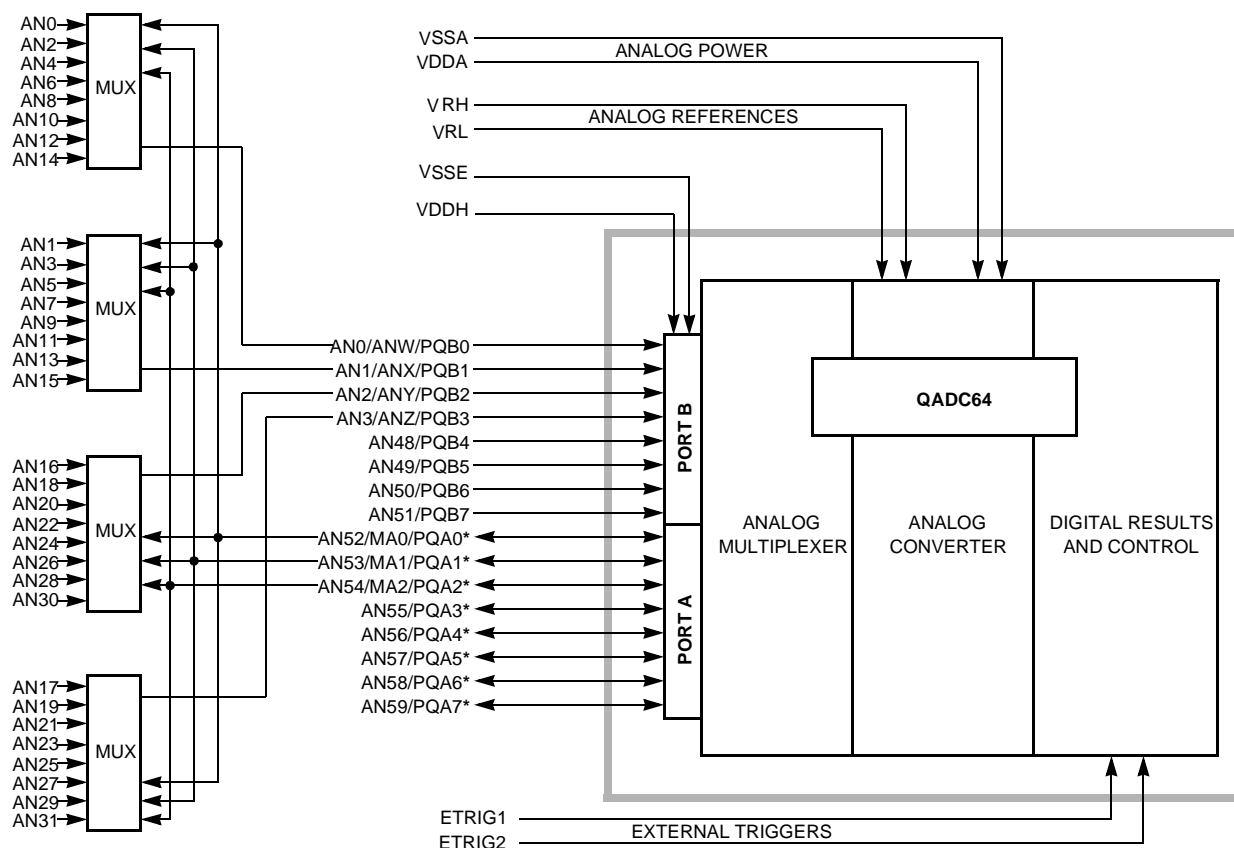 AN0
AN2
AN4
AN6
AN8
AN10
AN12
AN14
MUX
AN1
AN3
AN5
AN7
AN9
AN11
AN13
AN15
MUX
AN16
AN18
AN20
AN22
AN24
AN26
AN28
AN30
MUX
AN17
AN19
AN21
AN23
AN25
AN27
AN29
AN31
MUX
VSSA
VDDA
ANALOG POWER
VRH
VRL
ANALOG REFERENCES
VSSE
VDDH
AN0/ANW/PQB0
AN1/ANX/PQB1
AN2/ANY/PQB2
AN3/ANZ/PQB3
AN48/PQB4
AN49/PQB5
AN50/PQB6
AN51/PQB7
AN52/MA0/PQA0*
AN53/MA1/PQA1*
AN54/MA2/PQA2*
AN55/PQA3*
AN56/PQA4*
AN57/PQA5*
AN58/PQA6*
AN59/PQA7*
PORT B
PORT A
QADC64
ANALOG
MULTIPLEXER
ANALOG
CONVERTER
DIGITAL RESULTS
AND CONTROL
ETRIG1
ETRIG2
EXTERNAL TRIGGERS